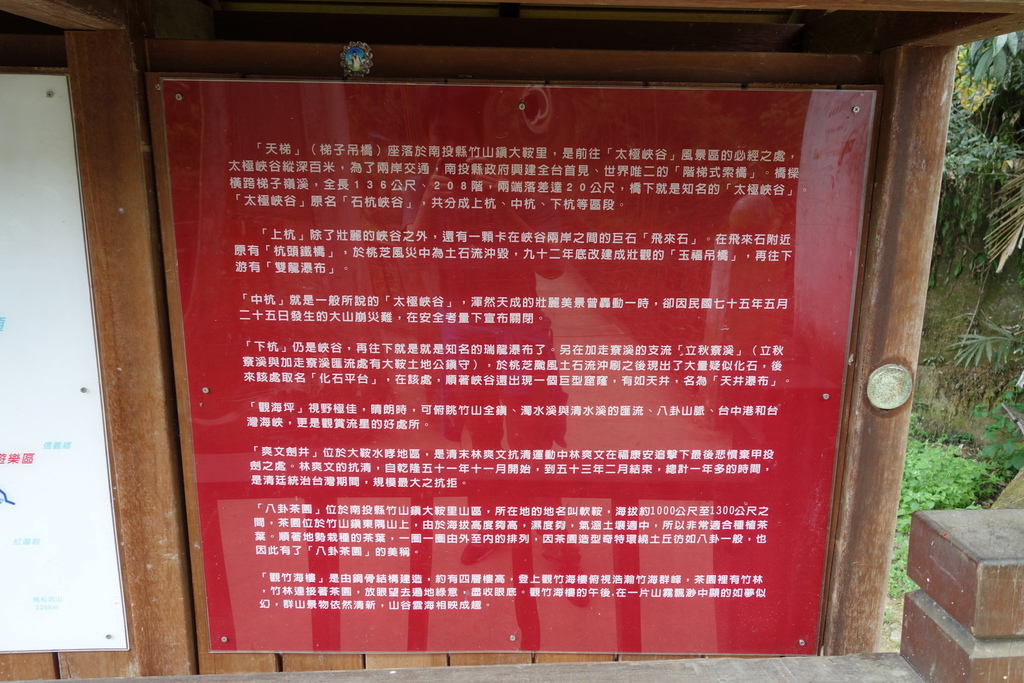 「天梯」（梯子吊橋）座落於南投縣竹山鎮大鞍里，是前往「太極峽谷」風景區的必經之處，
太極峽谷縱深百米，為了兩岸交通，南投縣政府興建全台首見、世界唯二的「階梯式索橋」。橋樑
橫跨梯子嶺溪，全長136公尺、208階，兩端落差達20公尺，橋下就是知名的「太極峽谷」
「太極峽谷」原名「石杭峽谷」，共分成上杭、中杭、下杭等區段。
「上杭」除了壯麗的峽谷之外，還有一顆卡在峽谷兩岸之間的巨石「飛來石」。在飛來石附近
原有「杭頭鐵橋」，於桃芝風災中為土石流沖毀，九十二年底改建成壯觀的「玉福吊橋」，再往下
游有「雙龍瀑布」。
「中杭」就是一般所說的「太極峽谷」，渾然天成的壯麗美景曾轟動一時，卻因民國七十五年五月
二十五日發生的大山崩災難，在安全考量下宣布關閉。
「下杭」仍是峽谷，再往下就是就是知名的瑞龍瀑布了。另在加走寮溪的支流「立秋寮溪」（立秋
寮溪與加走寮溪匯流處有大鞍土地公鎮守），於桃芝颱風土石流沖刷之後現出了大量疑似化石，後
來該處取名「化石平台」，在該處，順著峽谷還出現一個巨型窟窿，有如天井，名為「天井瀑布」。
「觀海坪」視野極佳，晴朗時，可俯眺竹山全鎮、濁水溪與清水溪的匯流、八卦山脈、台中港和台
灣海峽，更是觀賞流星的好處所。
「爽文劍井」位於大鞍水哮地區，是清末林爽文抗清運動中林爽文在福康安追擊下最後悲憤棄甲投
劍之處。林爽文的抗清，自乾隆五十一年十一月開始，到五十三年二月結束，總計一年多的時間，
是清廷統治台灣期間，規模最大之抗拒。
「八卦茶園」位於南投縣竹山鎮大鞍里山區，所在地的地名叫軟鞍，海拔約1000公尺至1300公尺之
間，茶園位於竹山鎮東隅山上，由於海拔高度夠高，濕度夠，氣溫土壤適中，所以非常適合種植茶
葉。順著地勢栽種的茶葉，一圈一圈由外至內的排列，因茶園造型奇特環繞土丘彷如八卦一般，也
因此有了「八卦茶園」的美稱。
「觀竹海樓」是由鋼骨結構建造，約有四層樓高，登上觀竹海樓俯視浩瀚竹海群峰，茶園裡有竹林
，竹林連接著茶園，放眼望去遍地綠意，盡收眼底。觀竹海樓的午後.在一片山霧飄渺中顯的如夢似
幻，群山景物依然清新，山谷雲海相映成趣。
遊樂區